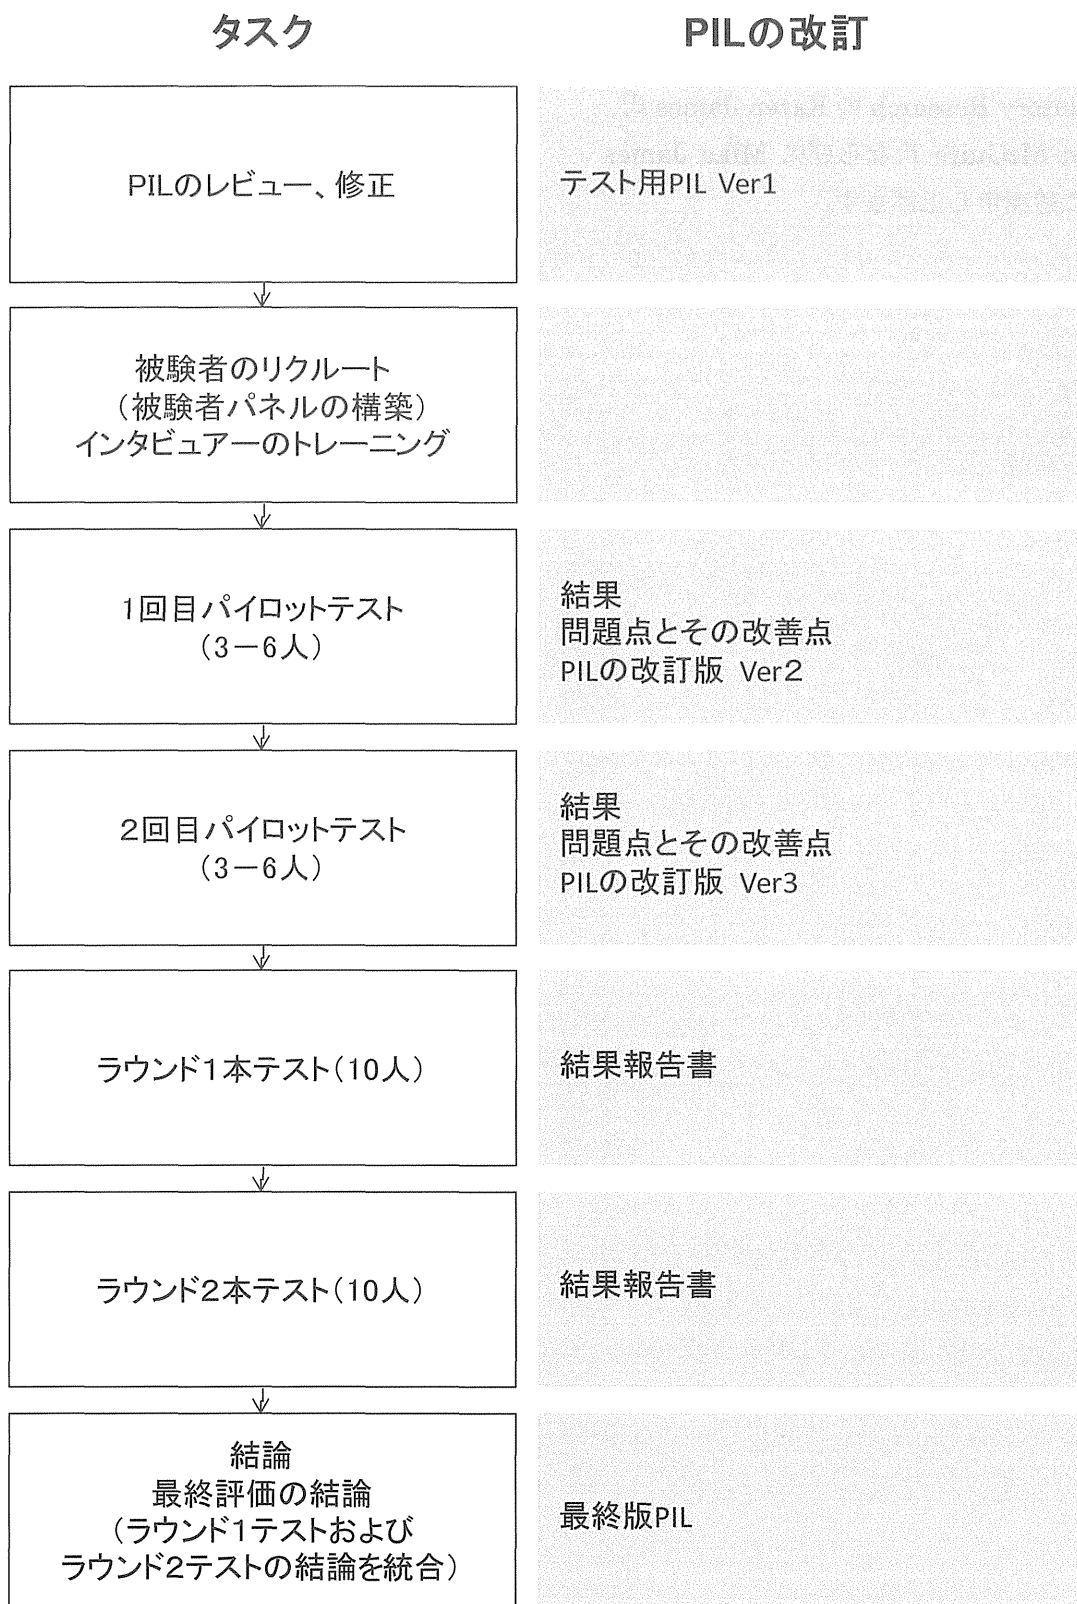 タスク
PILの改訂
PILのレビュー、修正
テスト用PIL Ver1
被験者のリクルート
（被験者パネルの構築）
インタビュアーのトレーニング
1回目パイロットテスト
（3－6人）
結果
問題点とその改善点
PILの改訂版 Ver２
２回目パイロットテスト
（3－6人）
結果
問題点とその改善点
PILの改訂版 Ver3
ラウンド１本テスト（10人）
結果報告書
ラウンド２本テスト（10人）
結果報告書
結論
最終評価の結論
（ラウンド１テストおよび
ラウンド２テストの結論を統合）
最終版PIL